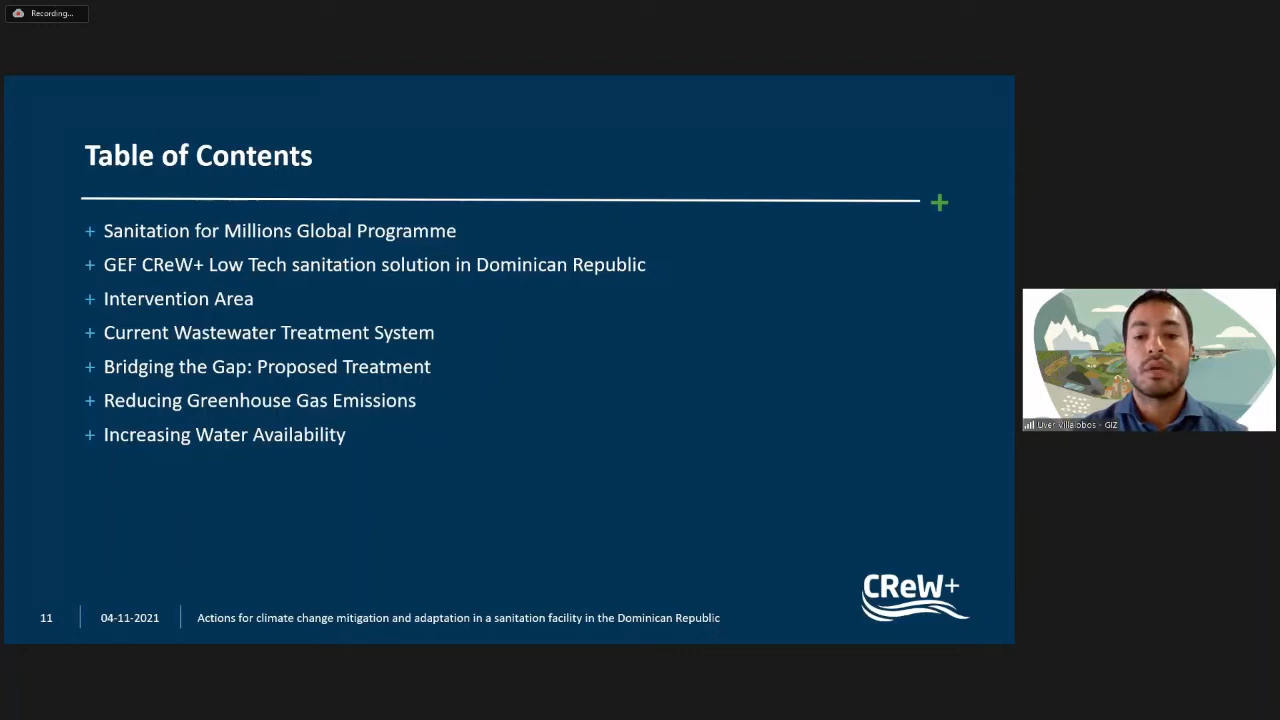 Recording...
Table of Contents
+ Sanitation for Millions Global Programme
+ GEF CReW+ Low Tech sanitation solution in Dominican Republic
+ Intervention Area
+ Current Wastewater Treatment System
+ Bridging the Gap: Proposed Treatment
+ Reducing Greenhouse Gas Emissions
+ Increasing Water Availability
CReW+
11 04-11-2021 Actions for climate change mitigation and adaptation in a sanitation facility in the Dominican Republic
Villalobos - GIZ